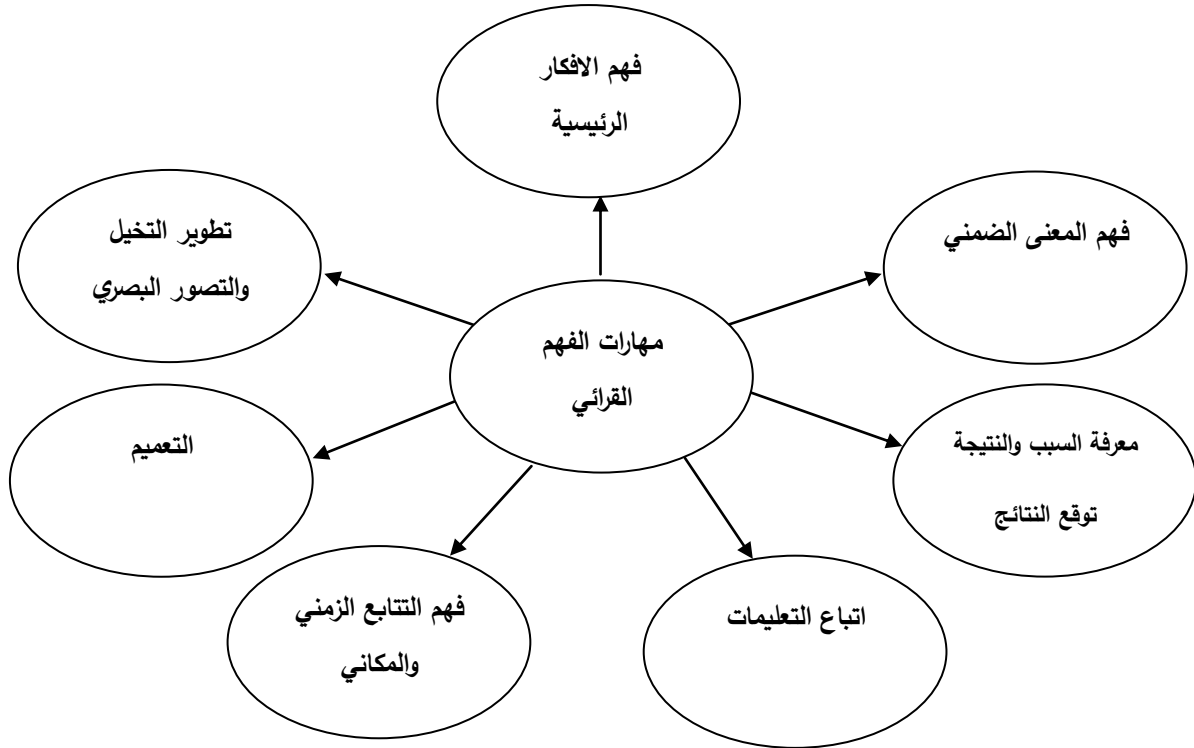 فهم الافكار
الرئيسية
فهم المعنى الضمني
تطوير التخيل
والتصور البصري
مهارات الفهم
القرائي
معرفة السبب والنتيجة
توقع النتائج
التعميم
اتباع التعليمات
فهم التتابع الزمني
والمكاني